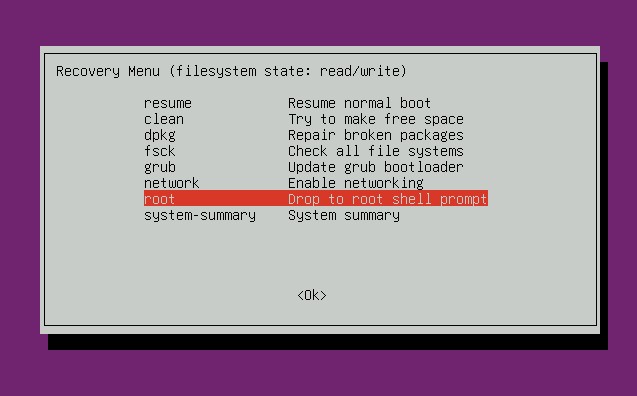 Recovery Menu (filesystem state: read/write)
resume Resume normal boot
clean Try to make free space
dpkg Repair broken packages
fsck Check all file systems
grub Update grub bootloader
network Enable networking
root Drop to root shell prompt
system-summary System summary
<Ok>